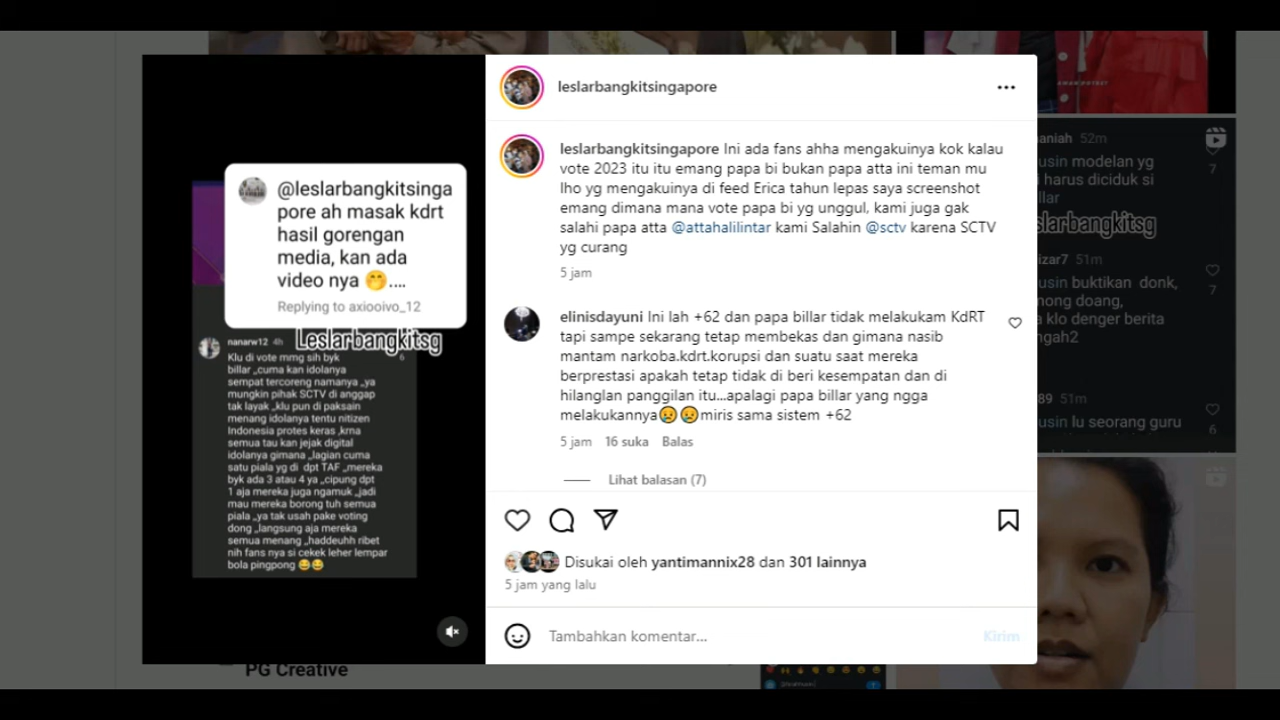 leslarbangkitsingapore
leslarbangkitsingapore Ini ada fans ahha mengakuinya kok kalau
vote 2023 itu itu emang papa bi bukan papa atta ini teman mu
lho yg mengakuinya di feed Erica tahun lepas saya screenshot
emang dimana mana vote papa bi yg unggul, kami juga gak
salahi papa atta @attahalilintar kami Salahin @sctv karena SCTV
yg curang
5 jam
elinisdayuni Ini lah +62 dan papa billar tidak melakukam KdRT
tapi sampe sekarang tetap membekas dan gimana nasib
mantam narkoba.kdrt.korupsi dan suatu saat mereka
berprestasi apakah tetap tidak di beri kesempatan dan di
hilanglan panggilan itu...apalagi papa billar yang ngga
melakukannya😢😢miris sama sistem +62
5 jam 16 suka Balas
Lihat balasan (7)
Disukai oleh yantimannix28 dan 301 lainnya
5 jam yang lalu
Tambahkan komentar...
Kirim
@leslarbangkitsinga
pore ah masak kdrt
hasil gorengan
media, kan ada
video nya 🤭....
Replying to axiooivo_12
Leslarbangkitsg
nanarw12 4h
Klu di vote mmg sih byk
billar ,,cuma kan idolanya
sempat tercoreng namanya ,,ya
mungkin pihak SCTV di anggap
tak layak ,,klu pun di paksain
menang idolanya tentu nitizen
Indonesia protes keras ,,krna
semua tau kan jejak digital
idolanya gimana ,,lagian cuma
satu piala yg di dpt TAF ,,mereka
byk ada 3 atau 4 ya ,,cipung dpt
1 aja mereka juga ngamuk ,,jadi
mau mereka borong tuh semua
piala ,,ya tak usah pake voting
dong ,,langsung aja mereka
semua menang ,,haddeuhh ribet
nih fans nya si cekek leher lempar
bola pingpong 😂😂
6
aniah 52m
usin modelan yg
i harus diciduk si
llar
7
slarbangkitsg
izar7 51m
usin buktikan donk,
nong doang,
a klo denger berita
ngah2
7
89 51m
usin lu seorang guru
6
PG Creative